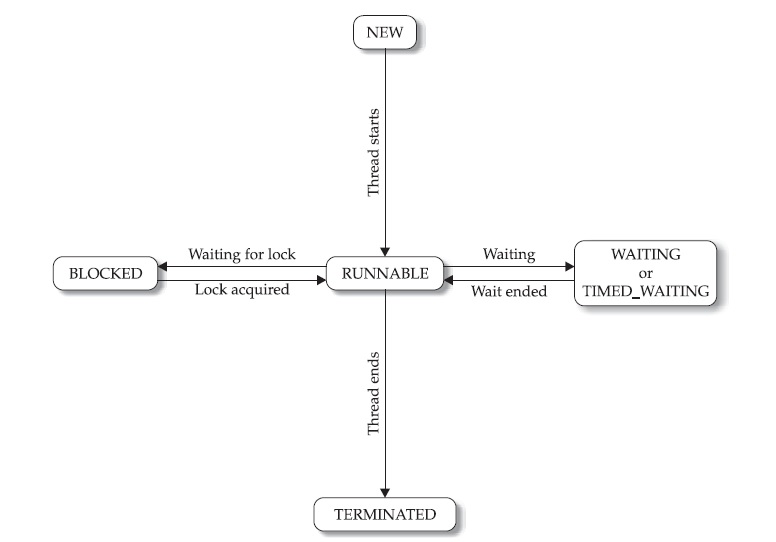 NEW
Thread starts
Waiting for lock
Waiting
WAITING
or
TIMED_WAITING
BLOCKED
RUNNABLE
Lock acquired
Wait ended
Thread ends
TERMINATED